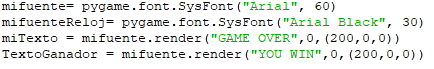 mifuente= pygame.font.SysFont("Arial", 60)
mifuenteReloj= pygame.font.SysFont("Arial Black", 30)
miTexto = mifuente.render("GAME OVER",0,(200,0,0))
TextoGanador = mifuente.render("YOU WIN",0,(200,0,0))